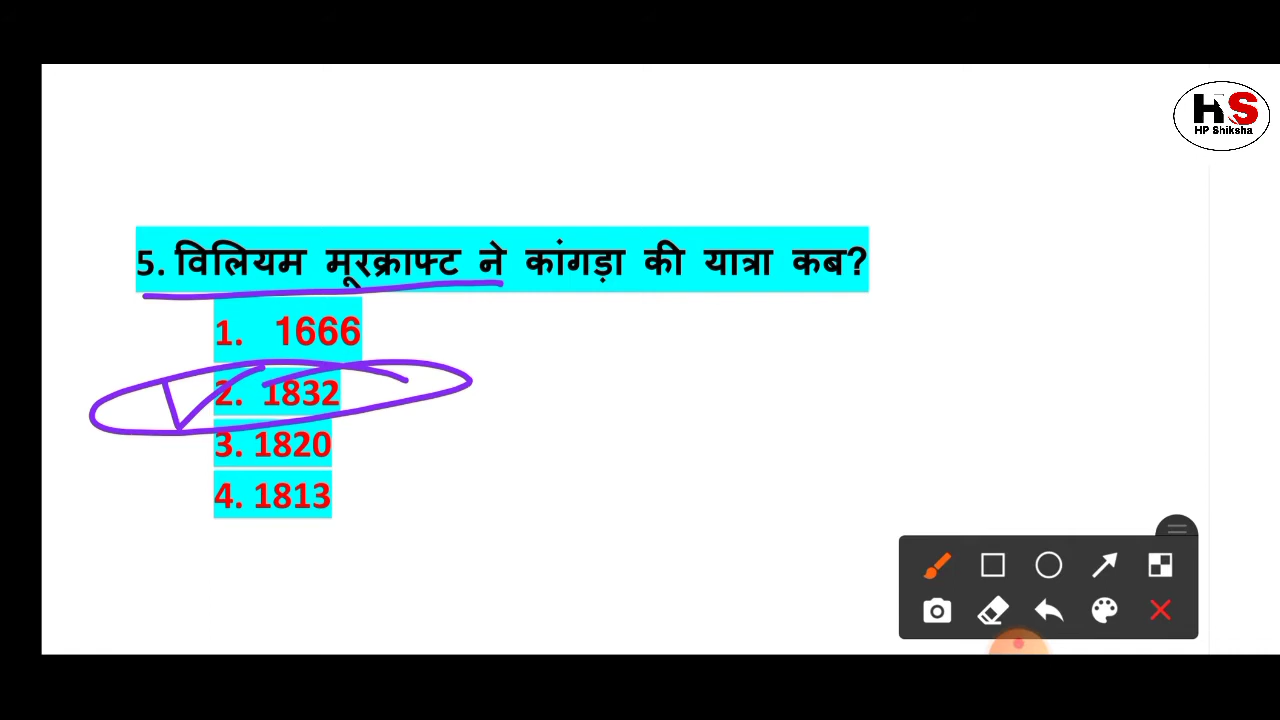 HS
HP Shiksha
5. विलियम मूरक्राफ्ट ने कांगड़ा की यात्रा कब?
1. 1666
2. 1832
3. 1820
4. 1813